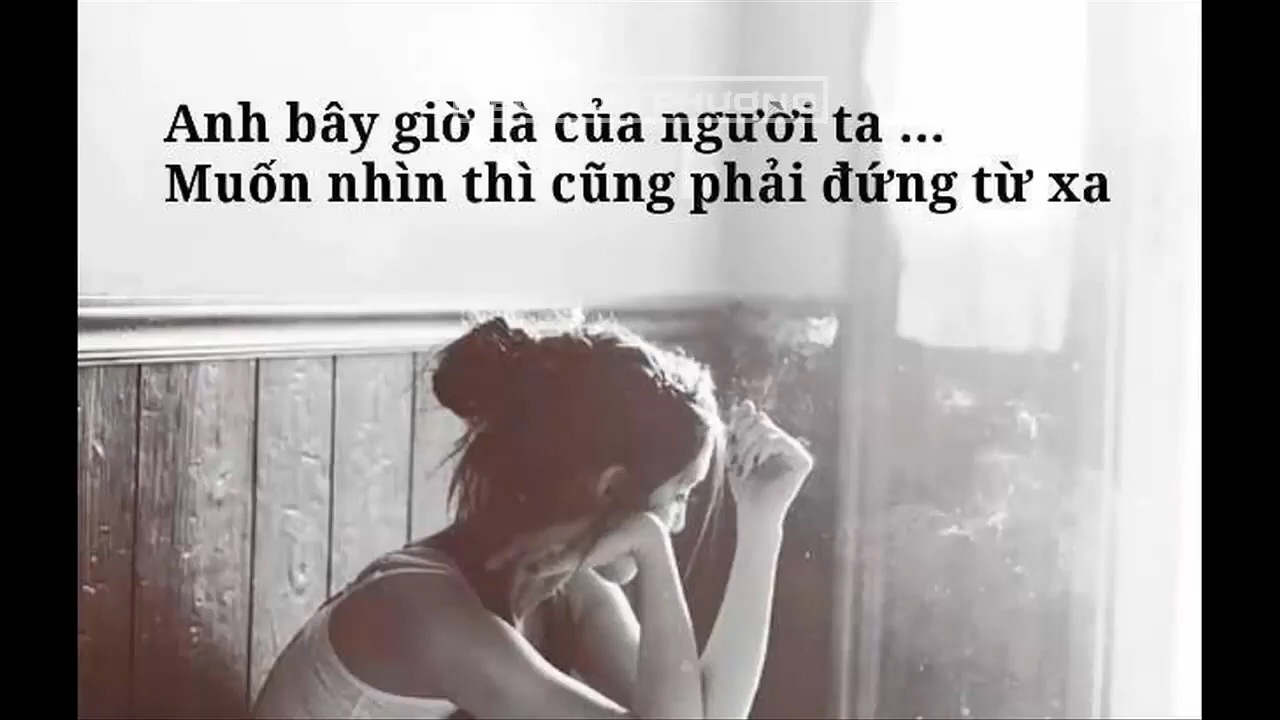 Anh bây giờ là của người ta ...
Muốn nhìn thì cũng phải đứng từ xa